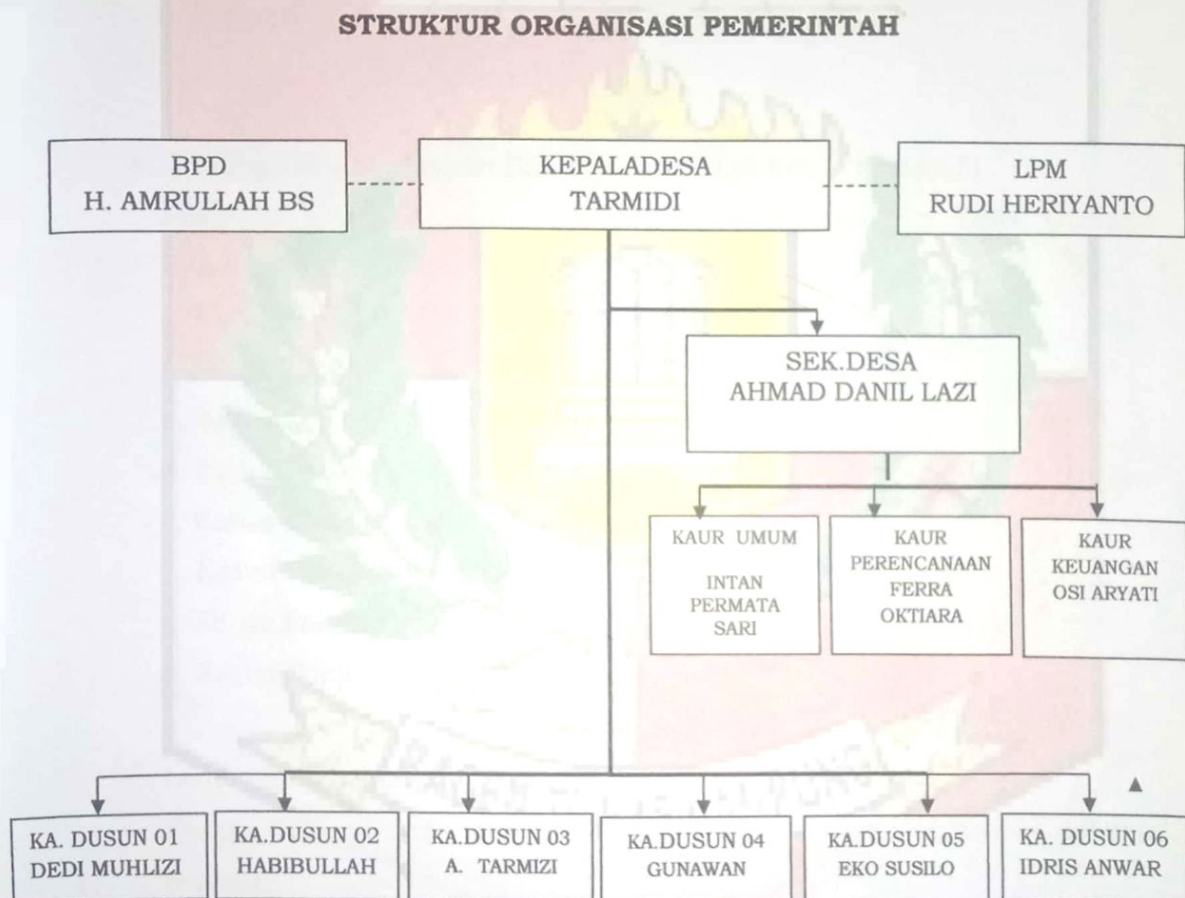 STRUKTUR ORGANISASI PEMERINTAH
BPD
H. AMRULLAH BS
KEPALADESA
TARMIDI
LPM
RUDI HERIYANTO
SEK.DESA
AHMAD DANIL LAZI
KAUR UMUM
INTAN
PERMATA
SARI
KAUR
PERENCANAAN
FERRA
OKTIARA
KAUR
KEUANGAN
OSI ARYATI
KA. DUSUN 01
DEDI MUHLIZI
KA.DUSUN 02
HABIBULLAH
KA.DUSUN 03
A. TARMIZI
KA.DUSUN 04
GUNAWAN
KA.DUSUN 05
EKO SUSILO
KA. DUSUN 06
IDRIS ANWAR